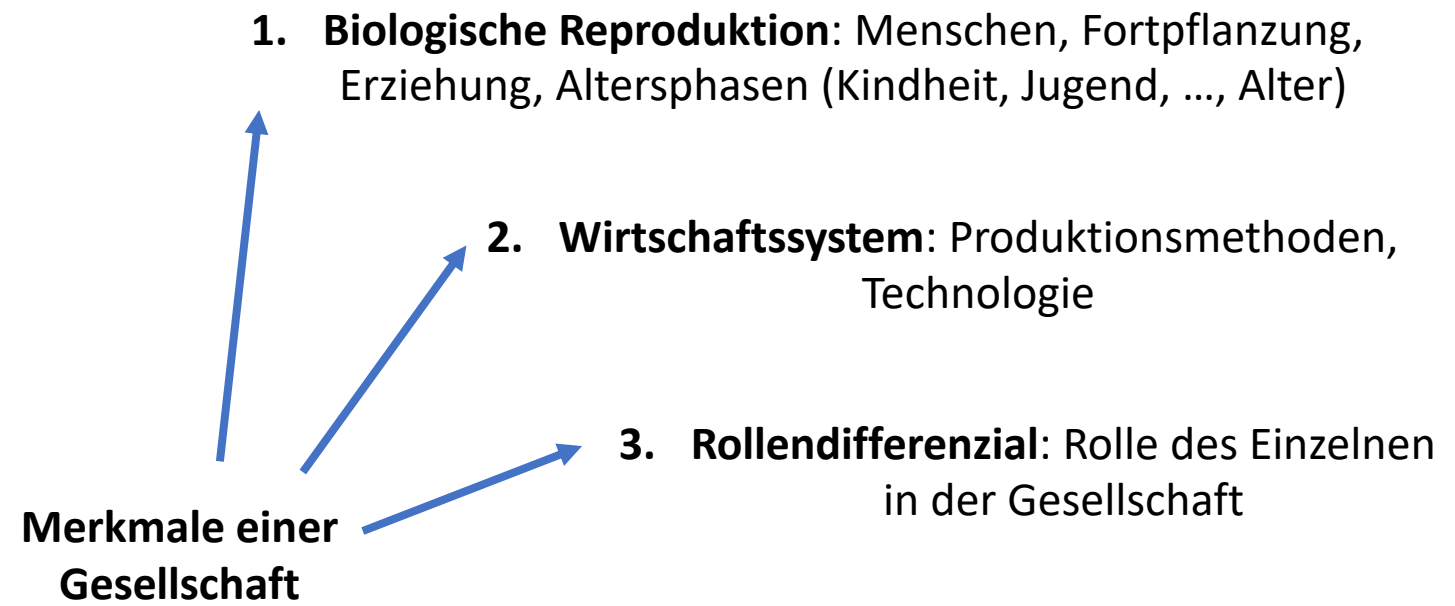 1. Biologische Reproduktion: Menschen, Fortpflanzung,
Erziehung, Altersphasen (Kindheit, Jugend, …, Alter)
2. Wirtschaftssystem: Produktionsmethoden,
Technologie
3. Rollendifferenzial: Rolle des Einzelnen
in der Gesellschaft
Merkmale einer
Gesellschaft